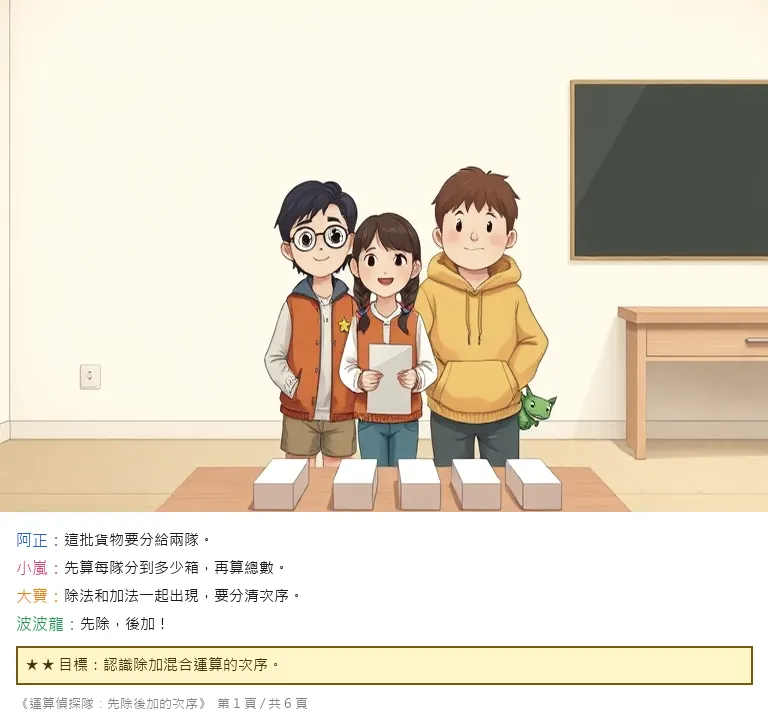 阿正：這批貨物要分給兩隊。
小嵐：先算每隊分到多少箱，再算總數。
大寶：除法和加法一起出現，要分清次序。
波波龍：先除，後加！
★★目標：認識除加混合運算的次序。
《運算偵探隊：先除後加的次序》 第1頁/共6頁